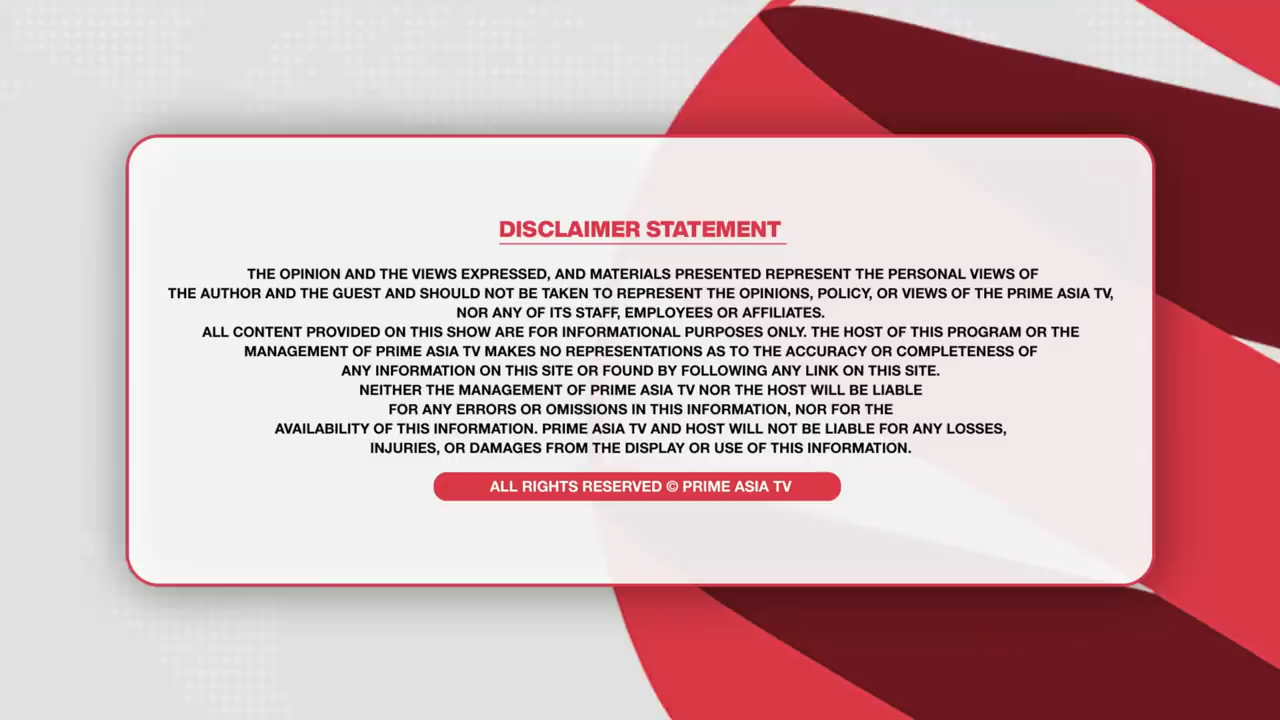 DISCLAIMER STATEMENT
THE OPINION AND THE VIEWS EXPRESSED, AND MATERIALS PRESENTED REPRESENT THE PERSONAL VIEWS OF
THE AUTHOR AND THE GUEST AND SHOULD NOT BE TAKEN TO REPRESENT THE OPINIONS, POLICY, OR VIEWS OF THE PRIME ASIA TV,
NOR ANY OF ITS STAFF, EMPLOYEES OR AFFILIATES.
ALL CONTENT PROVIDED ON THIS SHOW ARE FOR INFORMATIONAL PURPOSES ONLY. THE HOST OF THIS PROGRAM OR THE
MANAGEMENT OF PRIME ASIA TV MAKES NO REPRESENTATIONS AS TO THE ACCURACY OR COMPLETENESS OF
ANY INFORMATION ON THIS SITE OR FOUND BY FOLLOWING ANY LINK ON THIS SITE.
NEITHER THE MANAGEMENT OF PRIME ASIA TV NOR THE HOST WILL BE LIABLE
FOR ANY ERRORS OR OMISSIONS IN THIS INFORMATION, NOR FOR THE
AVAILABILITY OF THIS INFORMATION. PRIME ASIA TV AND HOST WILL NOT BE LIABLE FOR ANY LOSSES,
INJURIES, OR DAMAGES FROM THE DISPLAY OR USE OF THIS INFORMATION.
ALL RIGHTS RESERVED © PRIME ASIA TV